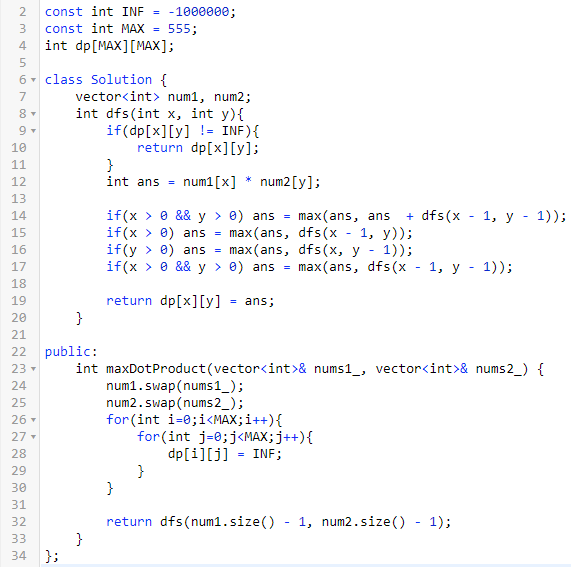 2 const int INF = -1000000;
3 const int MAX = 555;
4 int dp[MAX][MAX];
5
6 class Solution {
7     vector<int> num1, num2;
8     int dfs(int x, int y){
9         if(dp[x][y] != INF){
10             return dp[x][y];
11         }
12         int ans = num1[x] * num2[y];
13
14         if(x > 0 && y > 0) ans = max(ans, ans  + dfs(x - 1, y - 1));
15         if(x > 0) ans = max(ans, dfs(x - 1, y));
16         if(y > 0) ans = max(ans, dfs(x, y - 1));
17         if(x > 0 && y > 0) ans = max(ans, dfs(x - 1, y - 1));
18
19         return dp[x][y] = ans;
20     }
21
22 public:
23     int maxDotProduct(vector<int>& nums1_, vector<int>& nums2_) {
24         num1.swap(nums1_);
25         num2.swap(nums2_);
26         for(int i=0;i<MAX;i++){
27             for(int j=0;j<MAX;j++){
28                 dp[i][j] = INF;
29             }
30         }
31
32         return dfs(num1.size() - 1, num2.size() - 1);
33     }
34 };